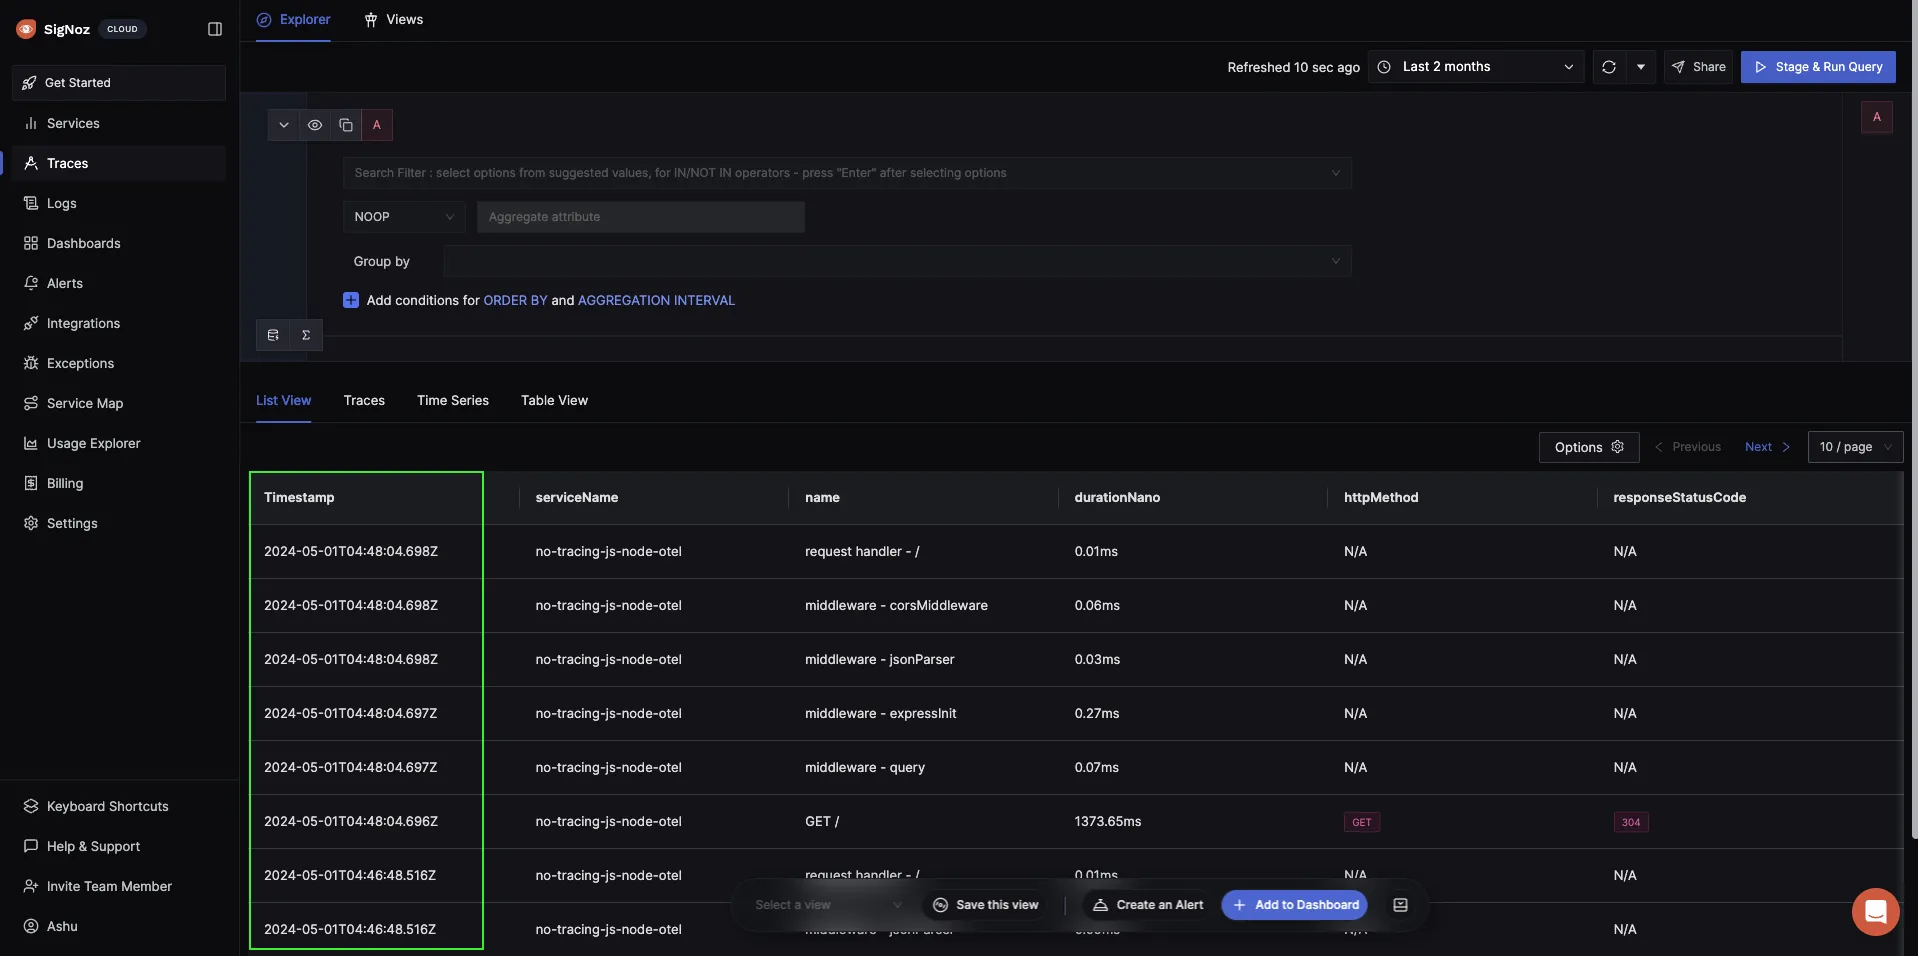 SigNoz CLOUD
Get Started
Services
Traces
Logs
Dashboards
Alerts
Integrations
Exceptions
Service Map
Usage Explorer
Billing
Settings
Keyboard Shortcuts
Help & Support
Invite Team Member
Ashu
Explorer Views
Refreshed 10 sec ago Last 2 months Share Stage & Run Query
A A
Search Filter : select options from suggested values, for IN/NOT IN operators - press "Enter" after selecting options
NOOP Aggregate attribute
Group by
Add conditions for ORDER BY and AGGREGATION INTERVAL
List View Traces Time Series Table View
Options Previous Next 10 / page
Timestamp serviceName name durationNano httpMethod responseStatusCode
2024-05-01T04:48:04.698Z no-tracing-js-node-otel request handler - / 0.01ms N/A N/A
2024-05-01T04:48:04.698Z no-tracing-js-node-otel middleware - corsMiddleware 0.06ms N/A N/A
2024-05-01T04:48:04.698Z no-tracing-js-node-otel middleware - jsonParser 0.03ms N/A N/A
2024-05-01T04:48:04.697Z no-tracing-js-node-otel middleware - expressInit 0.27ms N/A N/A
2024-05-01T04:48:04.697Z no-tracing-js-node-otel middleware - query 0.07ms N/A N/A
2024-05-01T04:48:04.696Z no-tracing-js-node-otel GET / 1373.65ms GET 304
2024-05-01T04:46:48.516Z no-tracing-js-node-otel request handler - / 0.01ms N/A N/A
Select a view Save this view Create an Alert Add to Dashboard
2024-05-01T04:46:48.516Z no-tracing-js-node-otel middleware - jsonParser N/A N/A